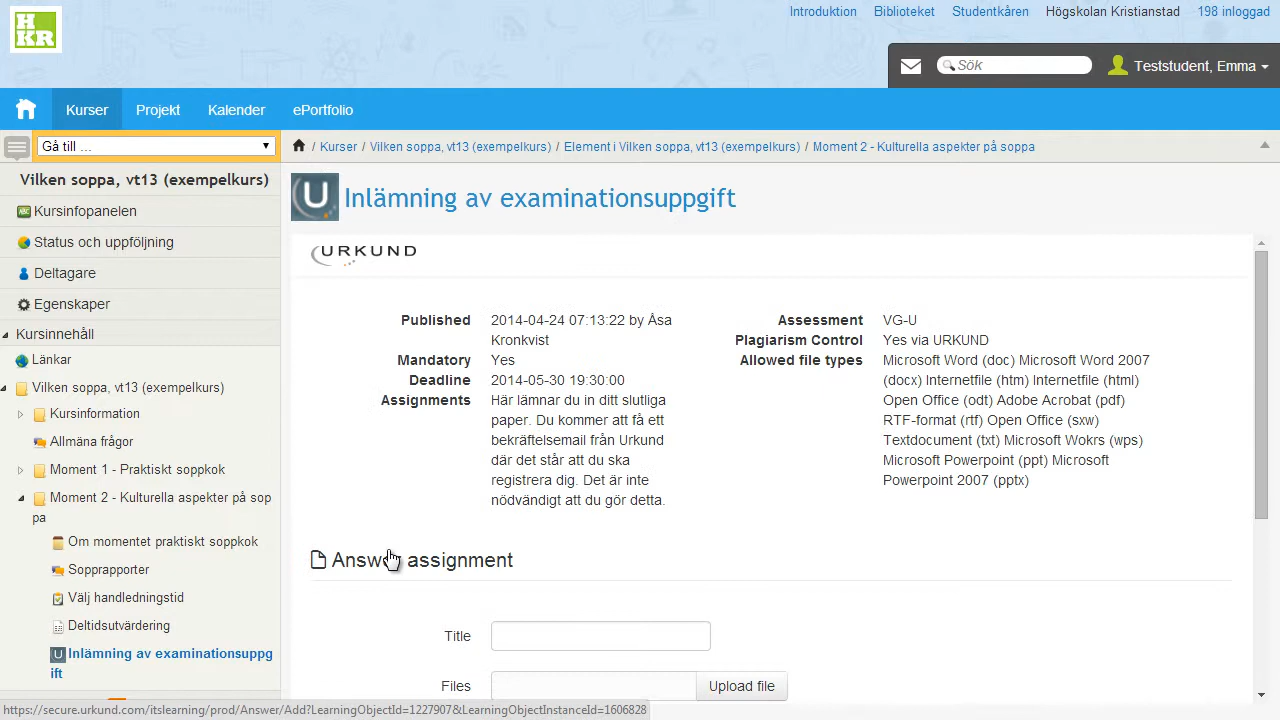 H
KR
Introduktion Biblioteket Studentkåren Högskolan Kristianstad 198 inloggad
Sök
Teststudent, Emma
Kurser Projekt Kalender ePortfolio
Gå till ...
/ Kurser / Vilken soppa, vt13 (exempelkurs) / Element i Vilken soppa, vt13 (exempelkurs) / Moment 2 - Kulturella aspekter på soppa
Vilken soppa, vt13 (exempelkurs)
Kursinfopanelen
Status och uppföljning
Deltagare
Egenskaper
Kursinnehåll
Länkar
Vilken soppa, vt13 (exempelkurs)
Kursinformation
Allmäna frågor
Moment 1 - Praktiskt soppkok
Moment 2 - Kulturella aspekter på sop
pa
Om momentet praktiskt soppkok
Sopprapporter
Välj handledningstid
Deltidsutvärdering
U Inlämning av examinationsuppg
ift
U Inlämning av examinationsuppgift
URKUND
Published 2014-04-24 07:13:22 by Åsa
Kronkvist
Mandatory Yes
Deadline 2014-05-30 19:30:00
Assignments Här lämnar du in ditt slutliga
paper. Du kommer att få ett
bekräftelsemail från Urkund
där det står att du ska
registrera dig. Det är inte
nödvändigt att du gör detta.
Assessment VG-U
Plagiarism Control Yes via URKUND
Allowed file types Microsoft Word (doc) Microsoft Word 2007
(docx) Internetfile (htm) Internetfile (html)
Open Office (odt) Adobe Acrobat (pdf)
RTF-format (rtf) Open Office (sxw)
Textdocument (txt) Microsoft Wokrs (wps)
Microsoft Powerpoint (ppt) Microsoft
Powerpoint 2007 (pptx)
Answer assignment
Title
Files Upload file
https://secure.urkund.com/itslearning/prod/Answer/Add?LearningObjectId=1227907&LearningObjectInstanceId=1606828